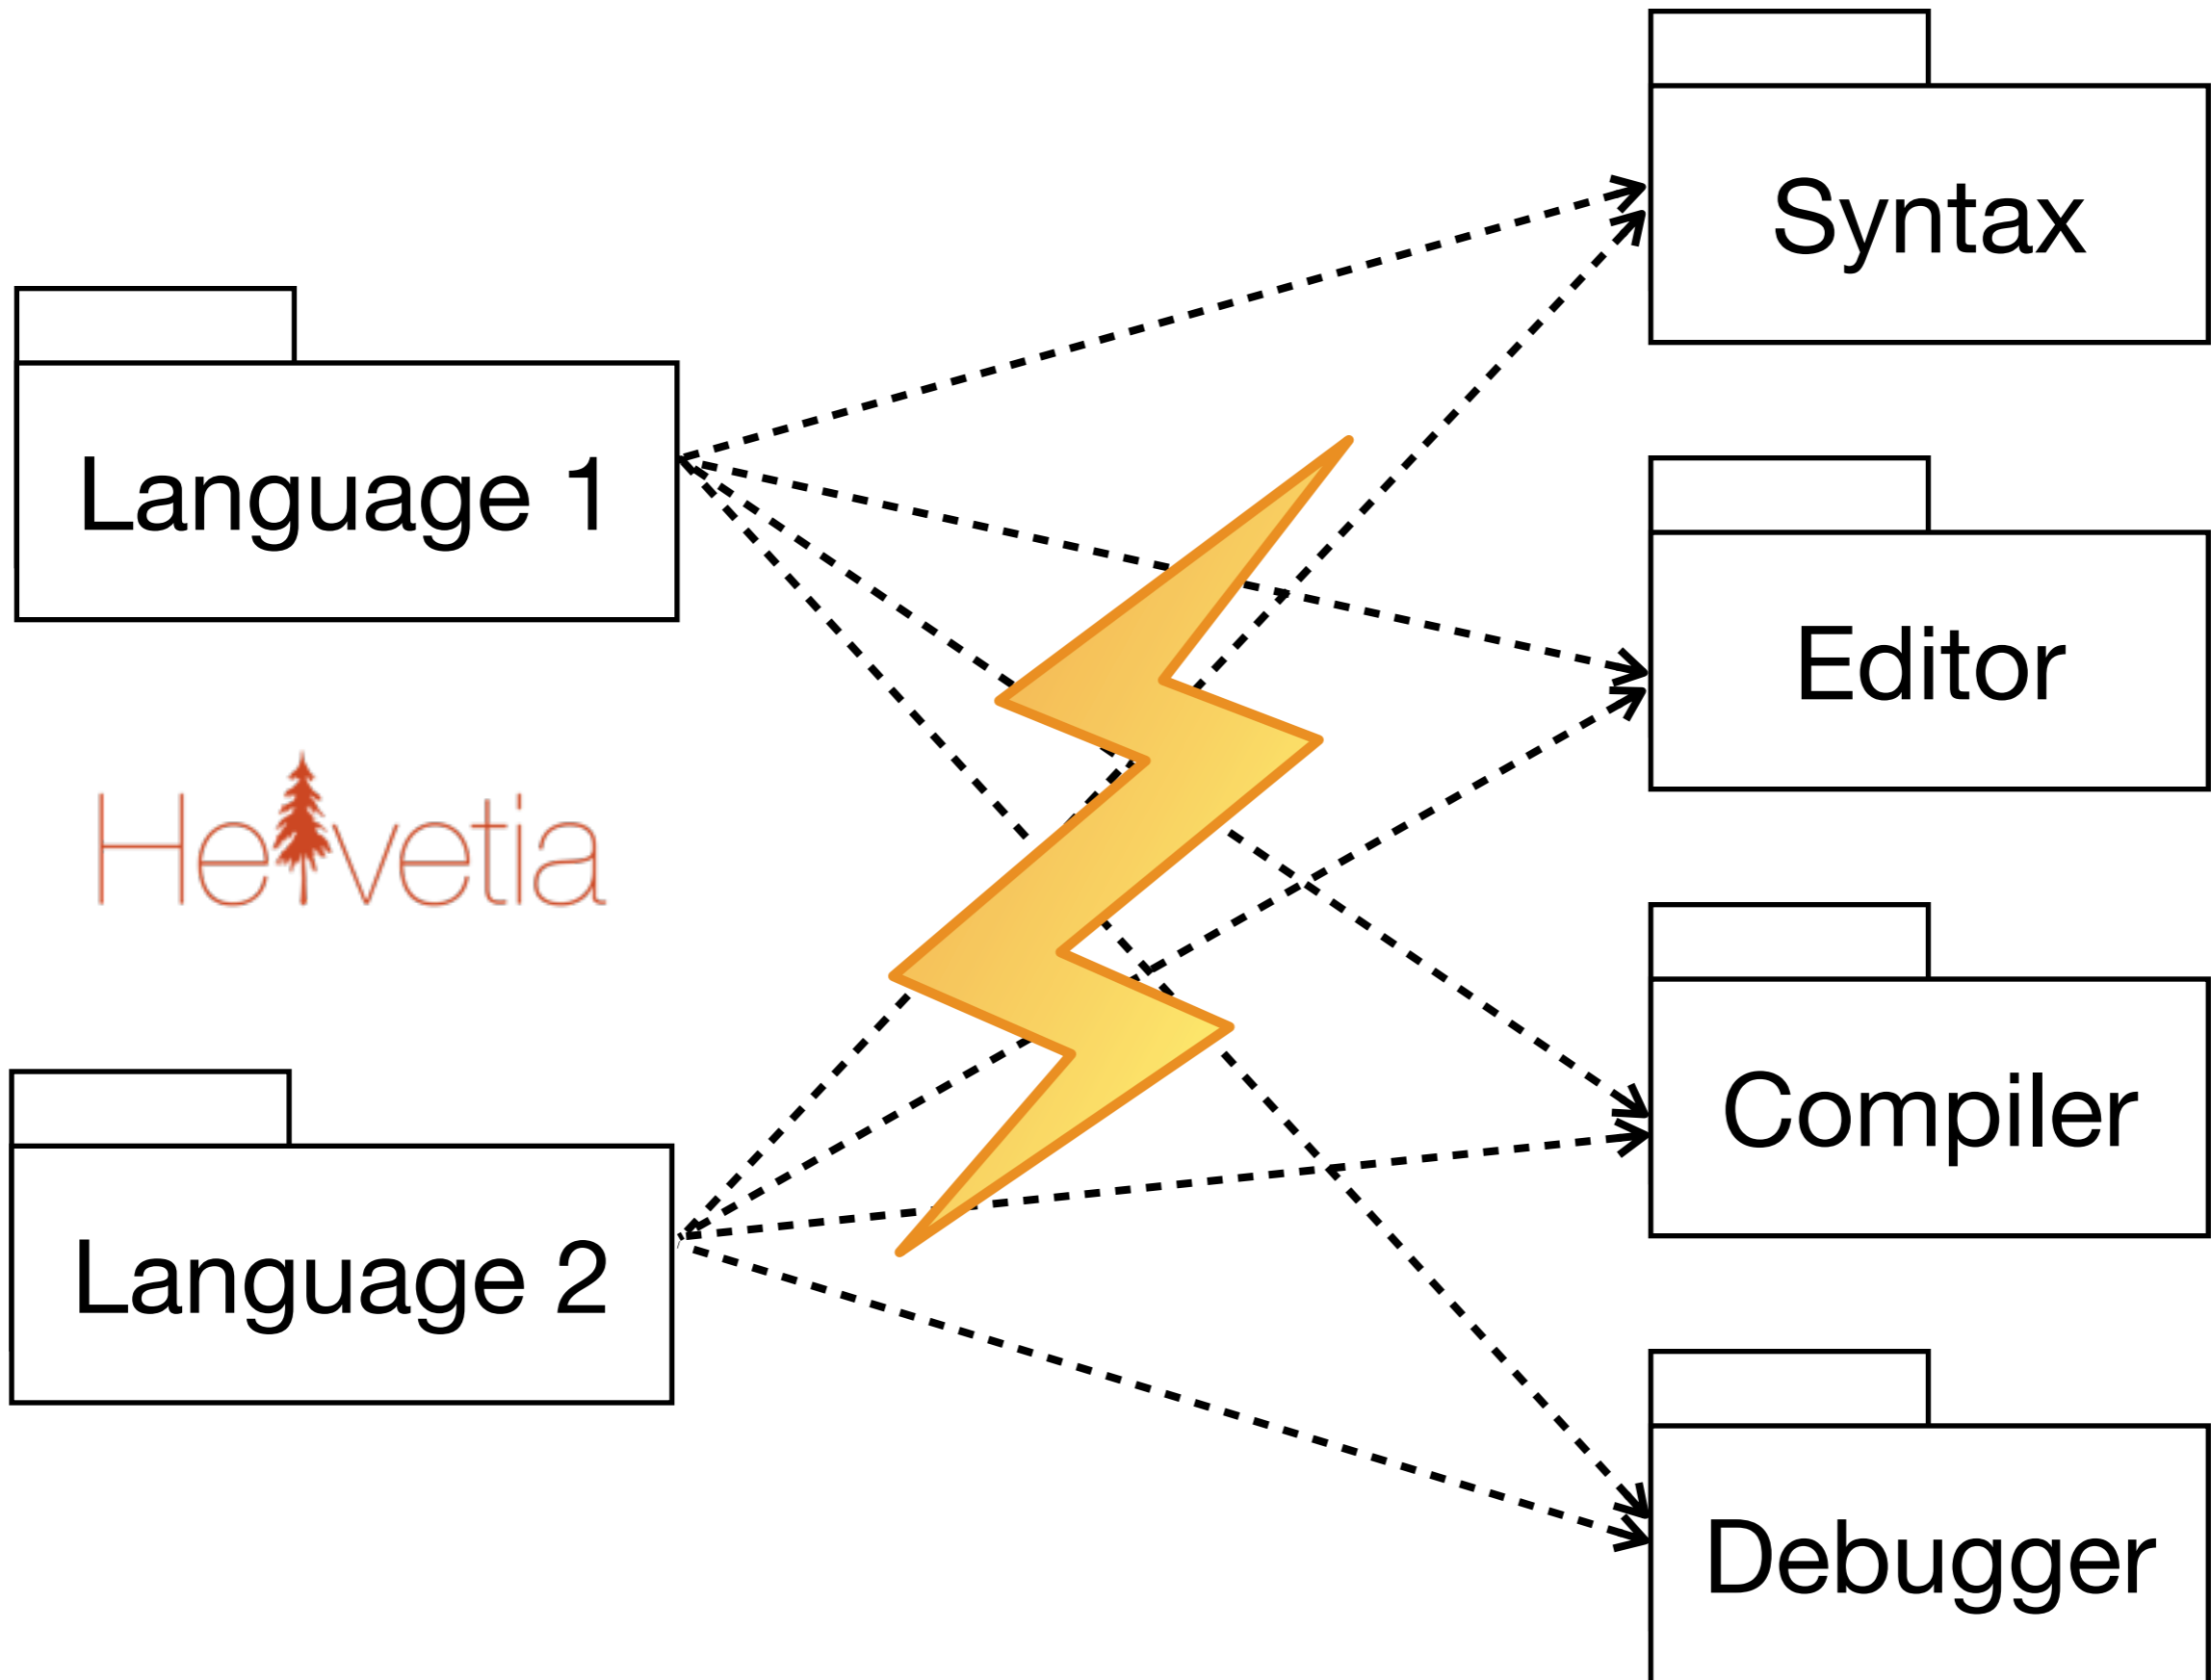 Language 1
Helvetia
Language 2
Syntax
Editor
Compiler
Debugger